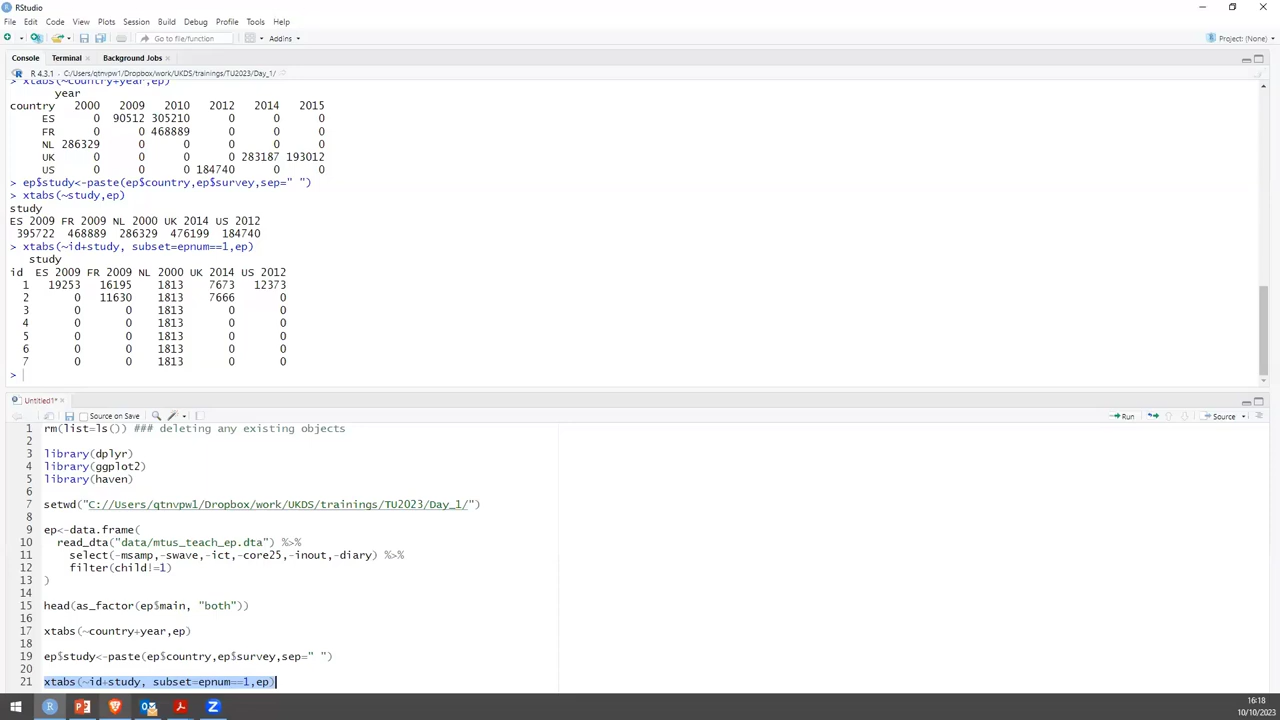 RStudio
File Edit Code View Plots Session Build Debug Profile Tools Help
Go to file/function Addins Project: (None)
Console Terminal Background Jobs
R 4.3.1 · C:/Users/qtnvpw1/Dropbox/work/UKDS/trainings/TU2023/Day_1/
> xtabs(~country+year,ep)
year
country 2000 2009 2010 2012 2014 2015
ES 0 90512 305210 0 0 0
FR 0 0 468889 0 0 0
NL 286329 0 0 0 0 0
UK 0 0 0 0 283187 193012
US 0 0 0 184740 0 0
> ep$study<-paste(ep$country,ep$survey,sep=" ")
> xtabs(~study,ep)
study
ES 2009 FR 2009 NL 2000 UK 2014 US 2012
395722 468889 286329 476199 184740
> xtabs(~id+study, subset=epnum==1,ep)
study
id ES 2009 FR 2009 NL 2000 UK 2014 US 2012
1 19253 16195 1813 7673 12373
2 0 11630 1813 7666 0
3 0 0 1813 0 0
4 0 0 1813 0 0
5 0 0 1813 0 0
6 0 0 1813 0 0
7 0 0 1813 0 0
>
Untitled1*
Source on Save Run Source
1 rm(list=ls()) ### deleting any existing objects
2
3 library(dplyr)
4 library(ggplot2)
5 library(haven)
6
7 setwd("C://Users/qtnvpw1/Dropbox/work/UKDS/trainings/TU2023/Day_1/")
8
9 ep<-data.frame(
10 read_dta("data/mtus_teach_ep.dta") %>%
11 select(-msamp,-swave,-ict,-core25,-inout,-diary) %>%
12 filter(child!=1)
13 )
14
15 head(as_factor(ep$main, "both"))
16
17 xtabs(~country+year,ep)
18
19 ep$study<-paste(ep$country,ep$survey,sep=" ")
20
21 xtabs(~id+study, subset=epnum==1,ep)
16:18
10/10/2023